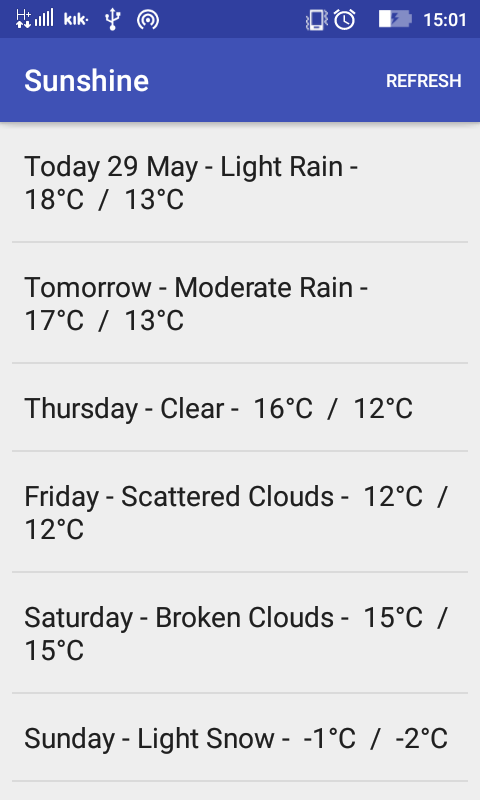 H+ kık· 15:01
Sunshine REFRESH
Today 29 May - Light Rain -
18°C / 13°C
Tomorrow - Moderate Rain -
17°C / 13°C
Thursday - Clear - 16°C / 12°C
Friday - Scattered Clouds - 12°C /
12°C
Saturday - Broken Clouds - 15°C /
15°C
Sunday - Light Snow - -1°C / -2°C